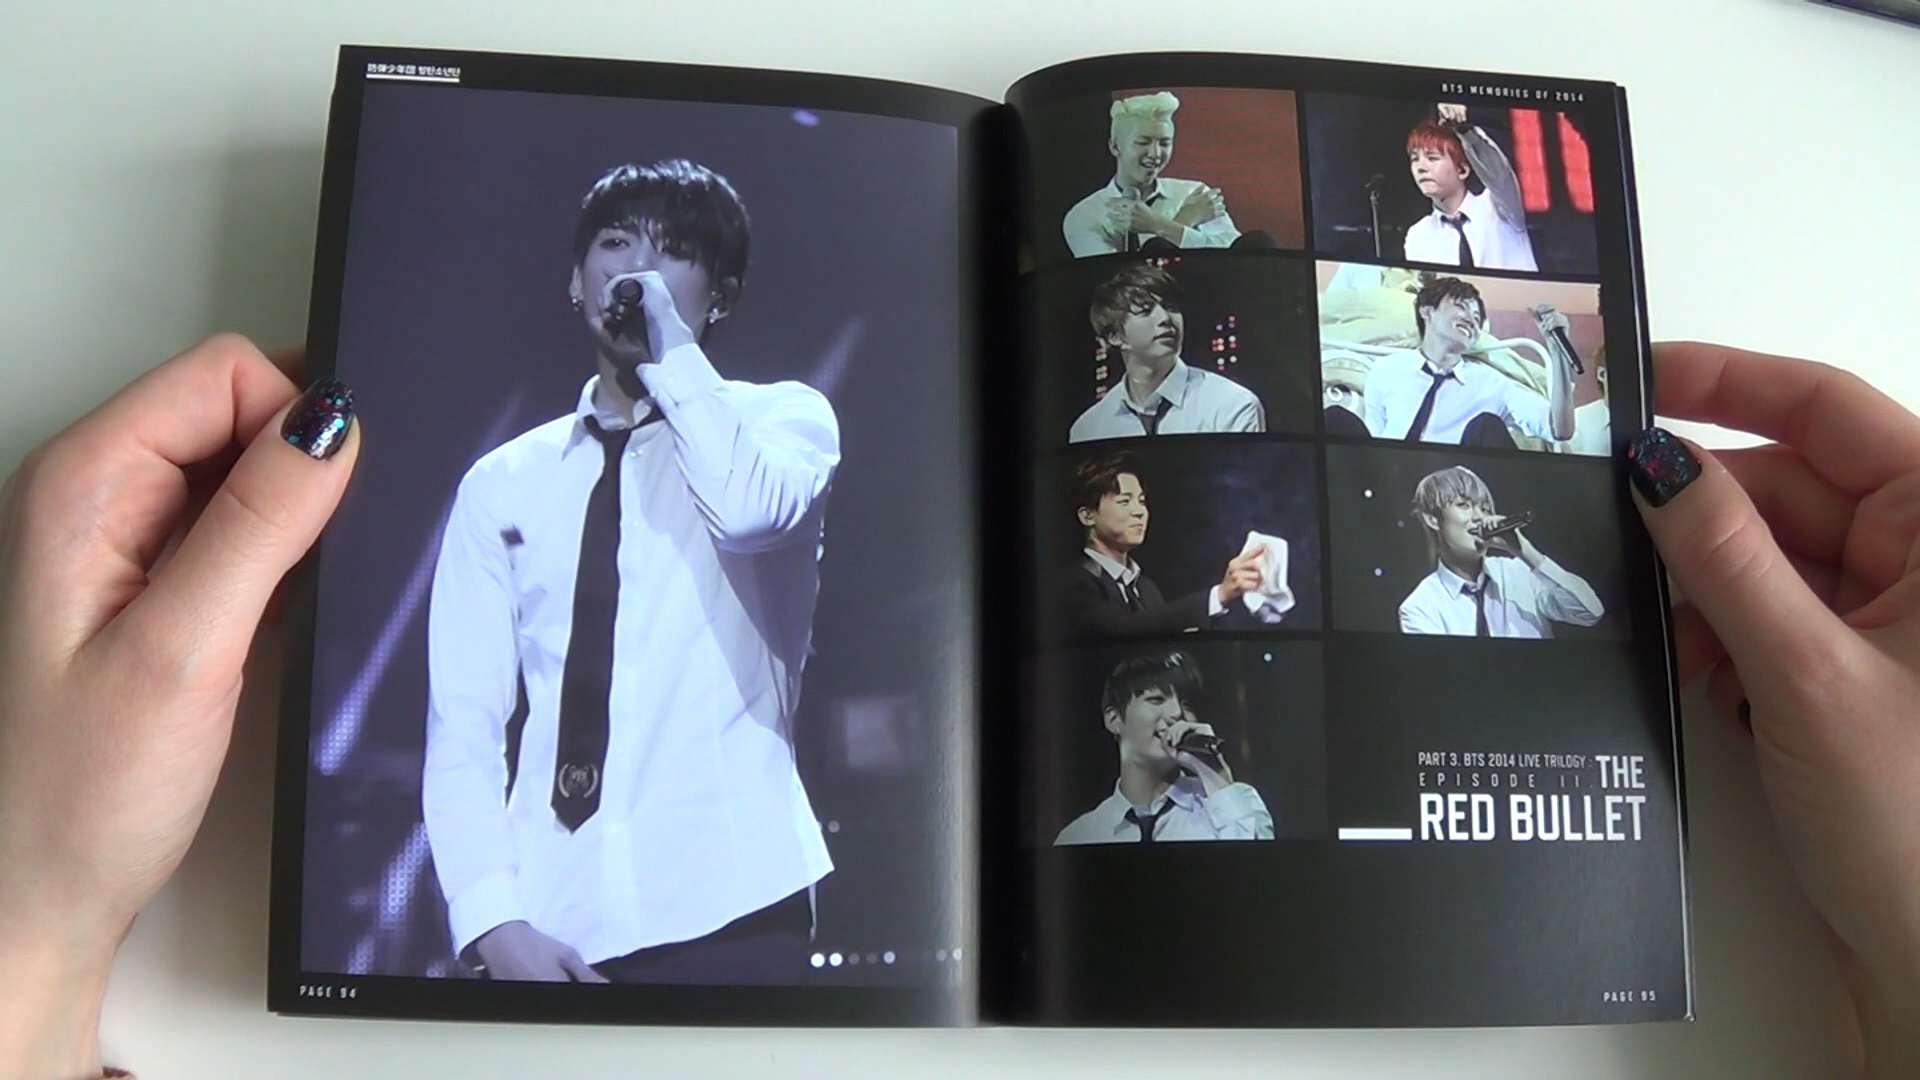 防彈少年団 방탄소년단
BTS MEMORIES OF 2014
PART 3. BTS 2014 LIVE TRILOGY :
EPISODE II. THE
RED BULLET
PAGE 94
PAGE 95